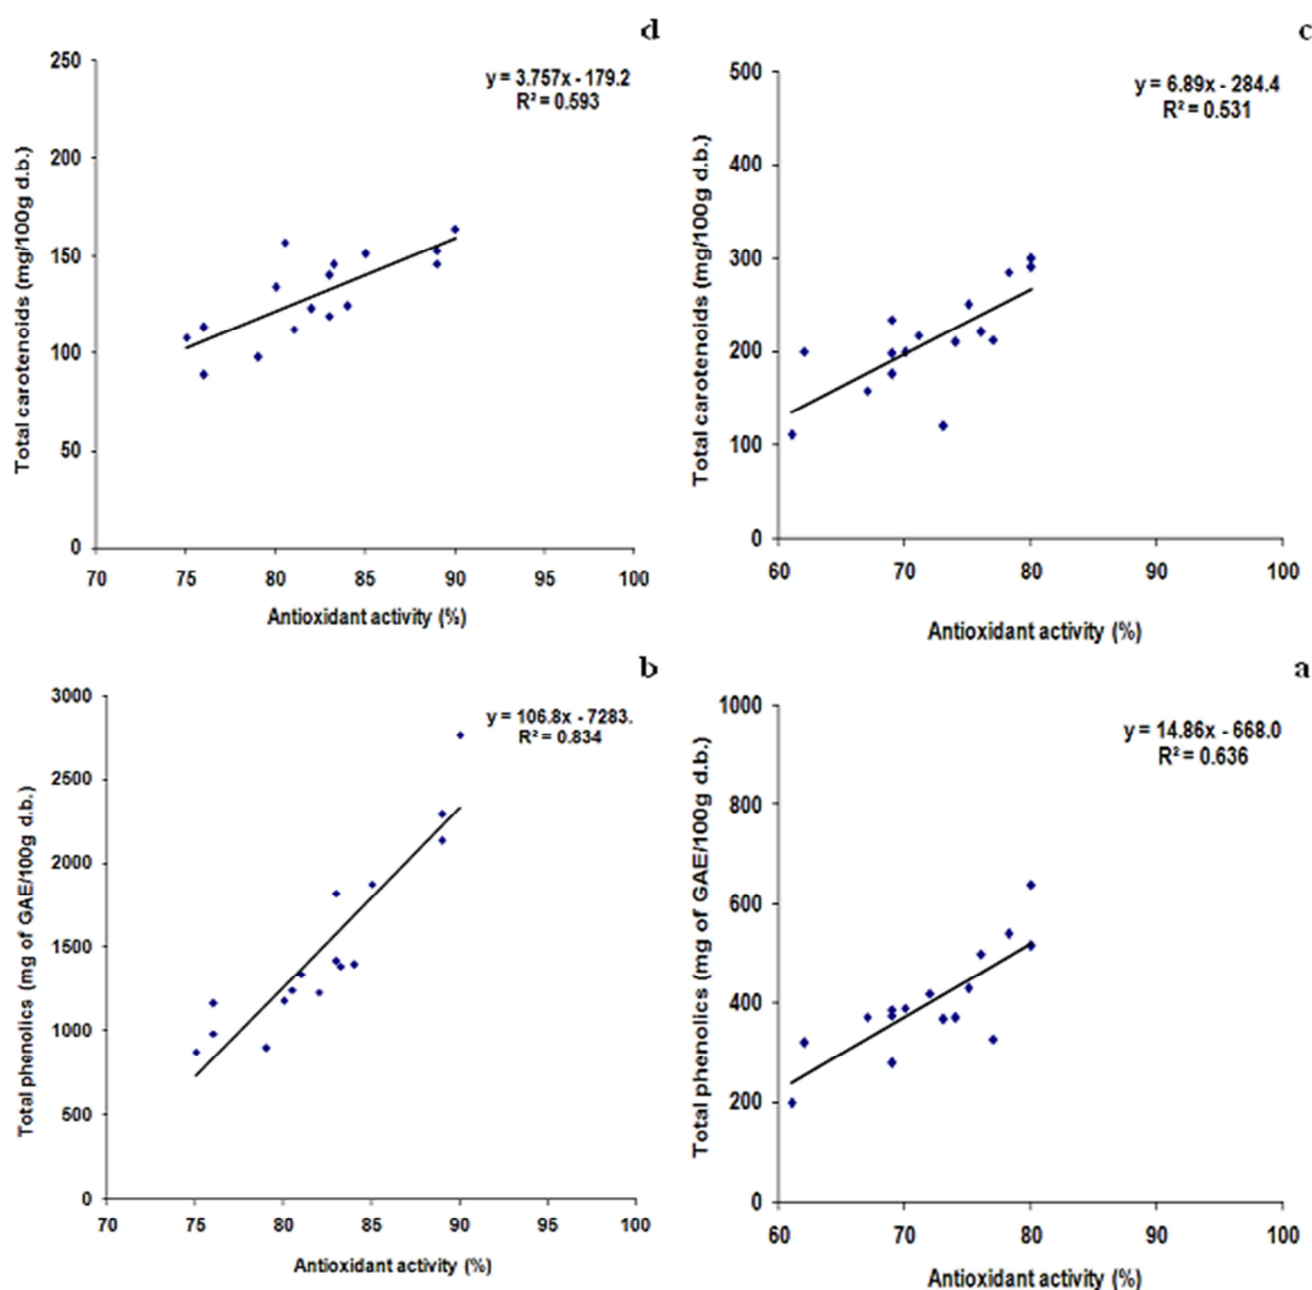 d
250
200
150
100
50
0
y = 3.757x - 179.2
R² = 0.593
Total carotenoids (mg/100g d.b.)
70 75 80 85 90 95 100
Antioxidant activity (%)
c
500
400
300
200
100
0
y = 6.89x - 284.4
R² = 0.531
Total carotenoids (mg/100g d.b.)
60 70 80 90 100
Antioxidant activity (%)
b
3000
2500
2000
1500
1000
500
0
y = 106.8x - 7283.
R² = 0.834
Total phenolics (mg of GAE/100g d.b.)
70 75 80 85 90 95 100
Antioxidant activity (%)
a
1000
800
600
400
200
0
y = 14.86x - 668.0
R² = 0.636
Total phenolics (mg of GAE/100g d.b.)
60 70 80 90 100
Antioxidant activity (%)